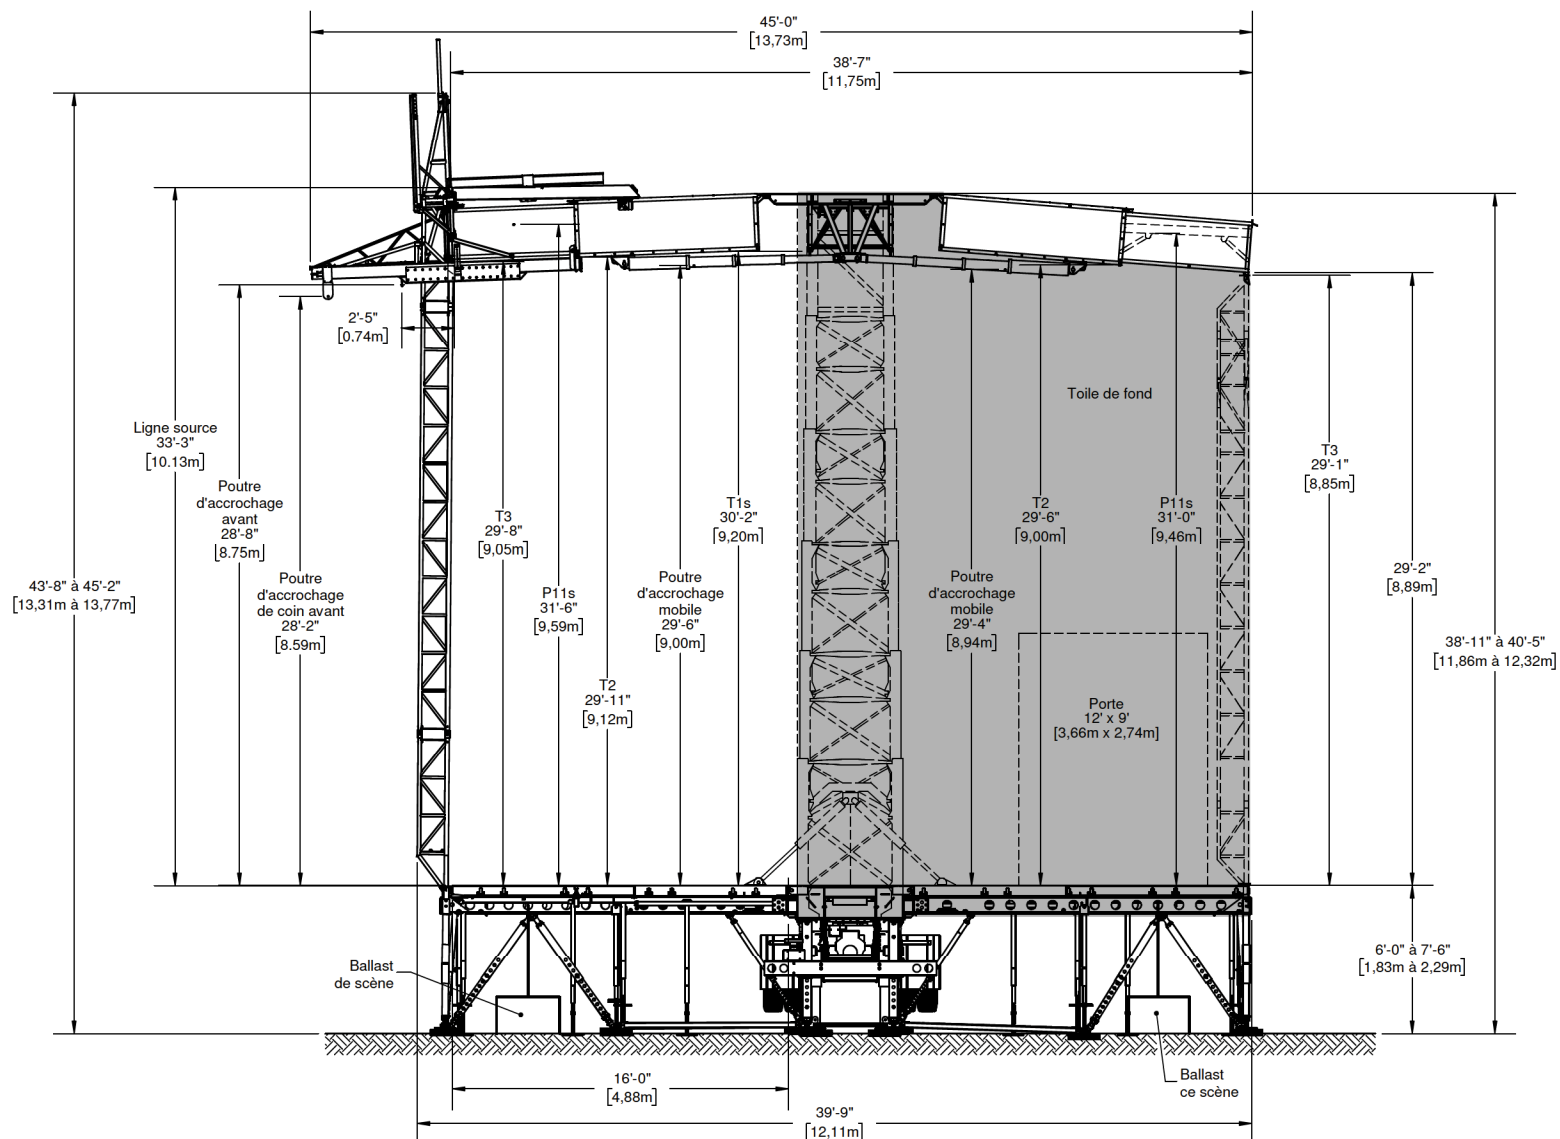 45'-0"
[13,73m]
38'-7"
[11,75m]
2'-5"
[0.74m]
Ligne source
33'-3"
[10.13m]
Poutre
d'accrochage
avant
28'-8"
[8.75m]
Poutre
d'accrochage
de coin avant
28'-2"
[8.59m]
43'-8" à 45'-2"
[13,31m à 13,77m]
T3
29'-8"
[9,05m]
P11s
31'-6"
[9,59m]
T2
29'-11"
[9,12m]
Poutre
d'accrochage
mobile
29'-6"
[9,00m]
T1s
30'-2"
[9,20m]
Toile de fond
Poutre
d'accrochage
mobile
29'-4"
[8,94m]
T2
29'-6"
[9,00m]
P11s
31'-0"
[9,46m]
T3
29'-1"
[8,85m]
29'-2"
[8,89m]
38'-11" à 40'-5"
[11,86m à 12,32m]
Porte
12' x 9'
[3,66m x 2,74m]
6'-0" à 7'-6"
[1,83m à 2,29m]
Ballast
de scène
Ballast
ce scène
16'-0"
[4,88m]
39'-9"
[12,11m]